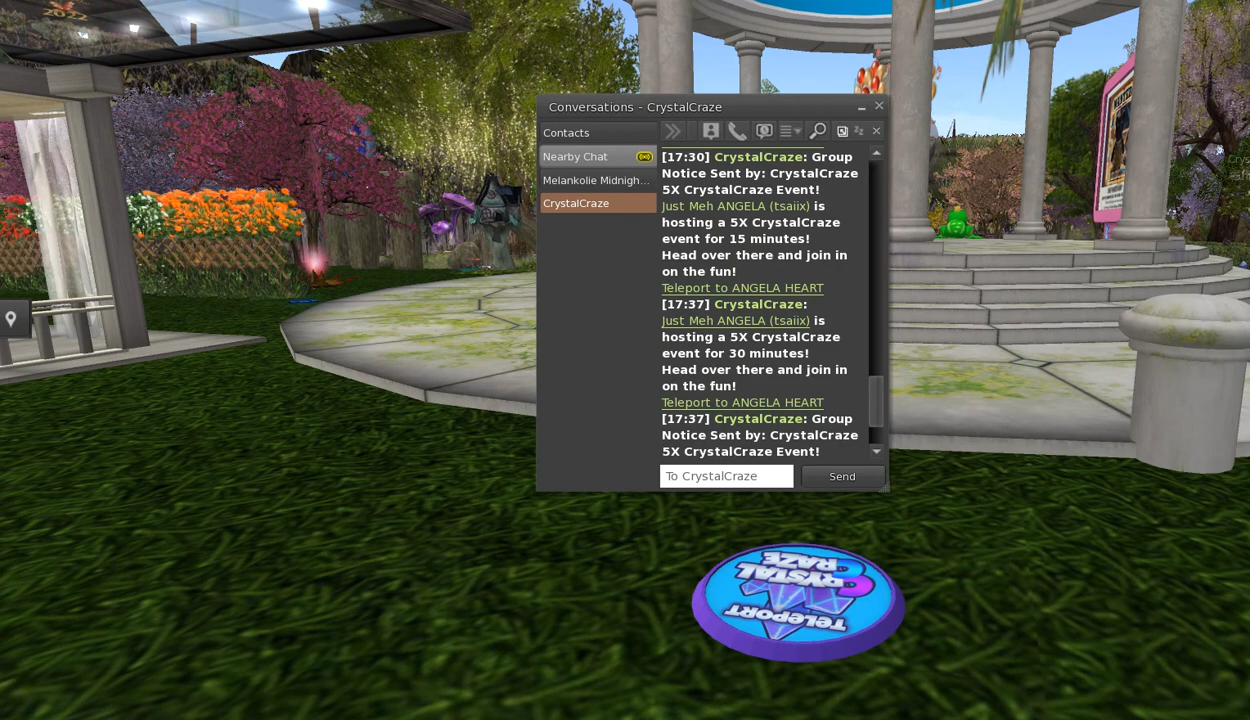 2022
Conversations - CrystalCraze
Contacts
Nearby Chat
Melankolie Midnigh...
CrystalCraze
[17:30] CrystalCraze: Group
Notice Sent by: CrystalCraze
5X CrystalCraze Event!
Just Meh ANGELA (tsaiix) is
hosting a 5X CrystalCraze
event for 15 minutes!
Head over there and join in
on the fun!
Teleport to ANGELA HEART
[17:37] CrystalCraze:
Just Meh ANGELA (tsaiix) is
hosting a 5X CrystalCraze
event for 30 minutes!
Head over there and join in
on the fun!
Teleport to ANGELA HEART
[17:37] CrystalCraze: Group
Notice Sent by: CrystalCraze
5X CrystalCraze Event!
To CrystalCraze
Send
CRYSTAL
CRAZE
TELEPORT